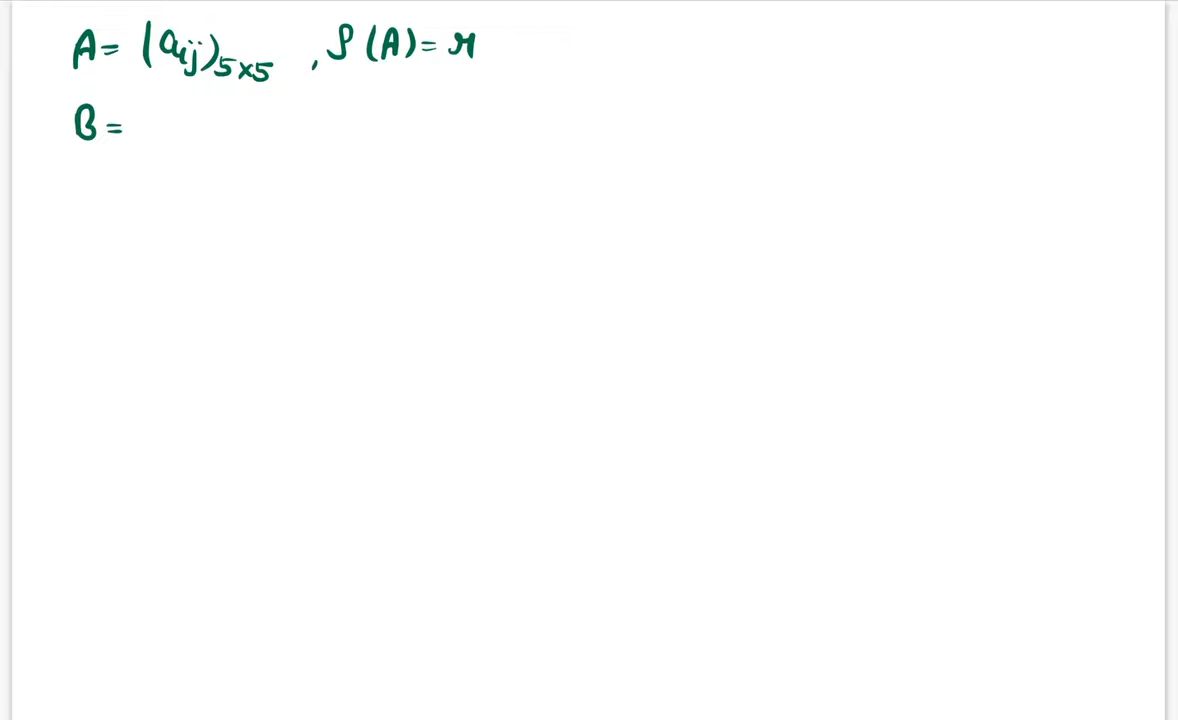 A = (aij)5×5 , ρ(A) = r
B =